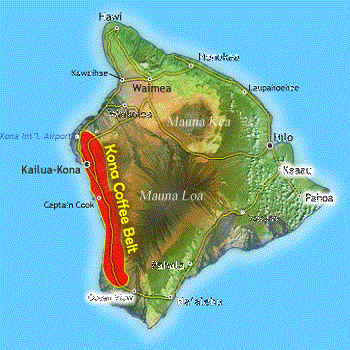 Hawi
Honokaa
Kawaihae
Waimea
Laupahoehoe
Mauna Kea
Kona Int'l. Airport
Hilo
Kailua-Kona
Keaau
Kona Coffee Belt
Pahoa
Captain Cook
Mauna Loa
Pahala
Ocean View
Na'alehu